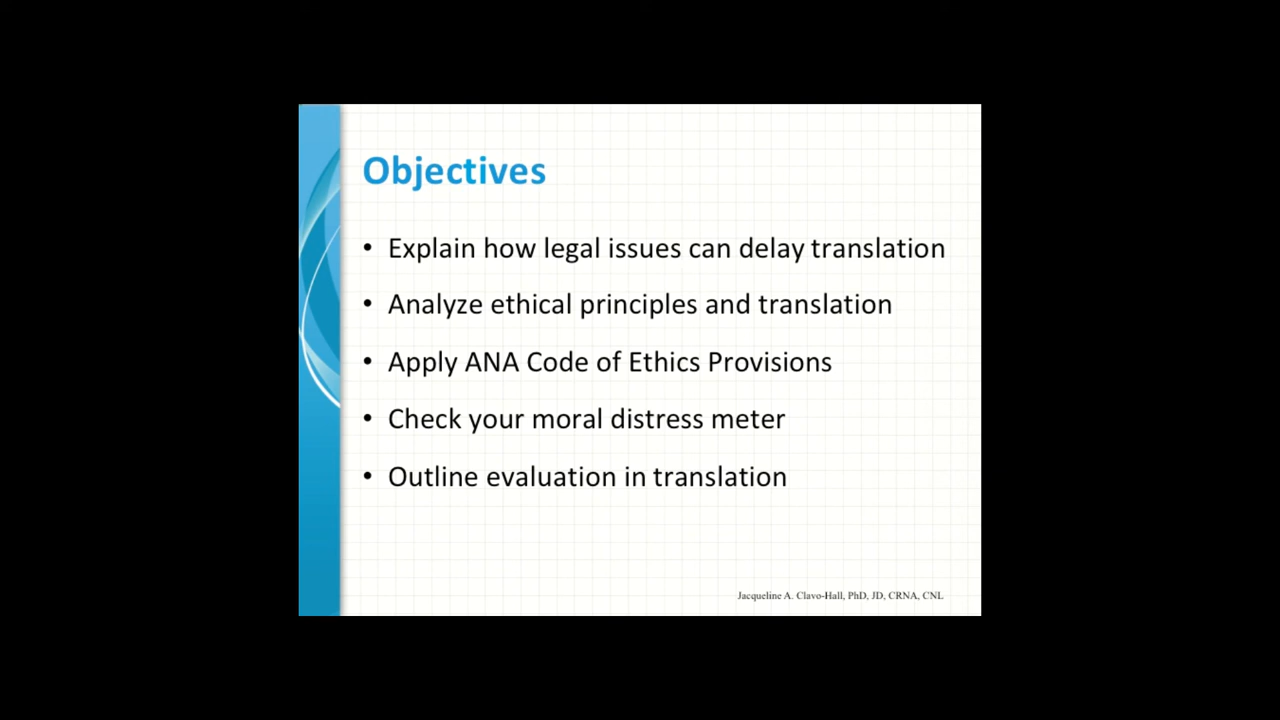 Objectives
• Explain how legal issues can delay translation
• Analyze ethical principles and translation
• Apply ANA Code of Ethics Provisions
• Check your moral distress meter
• Outline evaluation in translation
Jacqueline A. Clavo-Hall, PhD, JD, CRNA, CNL